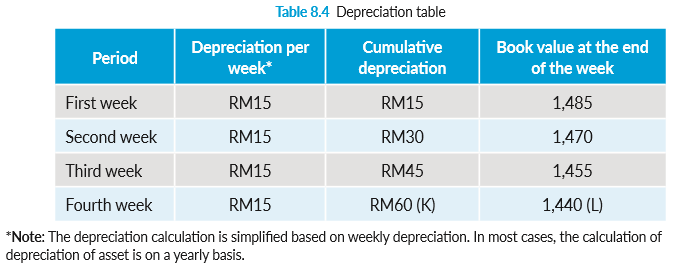 Table 8.4 Depreciation table
Period
Depreciation per
week*
Cumulative
depreciation
Book value at the end
of the week
First week RM15 RM15 1,485
Second week RM15 RM30 1,470
Third week RM15 RM45 1,455
Fourth week RM15 RM60 (K) 1,440 (L)
*Note: The depreciation calculation is simplified based on weekly depreciation. In most cases, the calculation of
depreciation of asset is on a yearly basis.